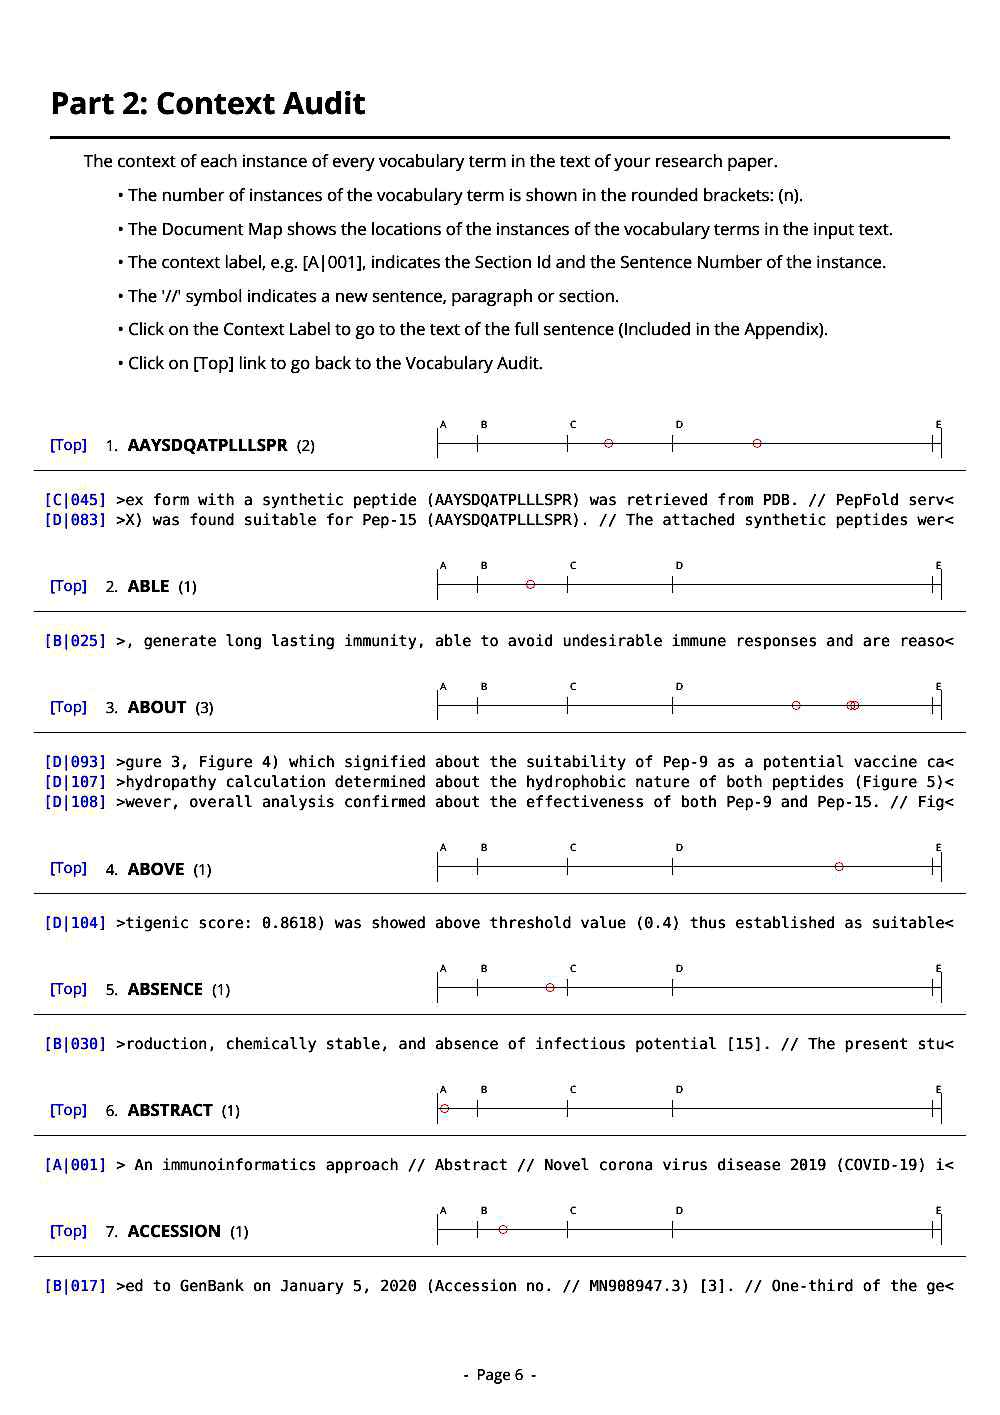 Part 2: Context Audit
The context of each instance of every vocabulary term in the text of your research paper.
• The number of instances of the vocabulary term is shown in the rounded brackets: (n).
• The Document Map shows the locations of the instances of the vocabulary terms in the input text.
• The context label, e.g. [A|001], indicates the Section Id and the Sentence Number of the instance.
• The '//' symbol indicates a new sentence, paragraph or section.
• Click on the Context Label to go to the text of the full sentence (Included in the Appendix).
• Click on [Top] link to go back to the Vocabulary Audit.
A B C D E
[Top] 1. AAYSDQATPLLLSPR (2)
[C|045] >ex form with a synthetic peptide (AAYSDQATPLLLSPR) was retrieved from PDB. // PepFold serv<
[D|083] >X) was found suitable for Pep-15 (AAYSDQATPLLLSPR). // The attached synthetic peptides wer<
A B C D E
[Top] 2. ABLE (1)
[B|025] >, generate long lasting immunity, able to avoid undesirable immune responses and are reaso<
A B C D E
[Top] 3. ABOUT (3)
[D|093] >gure 3, Figure 4) which signified about the suitability of Pep-9 as a potential vaccine ca<
[D|107] >hydropathy calculation determined about the hydrophobic nature of both peptides (Figure 5)<
[D|108] >wever, overall analysis confirmed about the effectiveness of both Pep-9 and Pep-15. // Fig<
A B C D E
[Top] 4. ABOVE (1)
[D|104] >tigenic score: 0.8618) was showed above threshold value (0.4) thus established as suitable<
A B C D E
[Top] 5. ABSENCE (1)
[B|030] >roduction, chemically stable, and absence of infectious potential [15]. // The present stu<
A B C D E
[Top] 6. ABSTRACT (1)
[A|001] > An immunoinformatics approach // Abstract // Novel corona virus disease 2019 (COVID-19) i<
A B C D E
[Top] 7. ACCESSION (1)
[B|017] >ed to GenBank on January 5, 2020 (Accession no. // MN908947.3) [3]. // One-third of the ge<
- Page 6 -